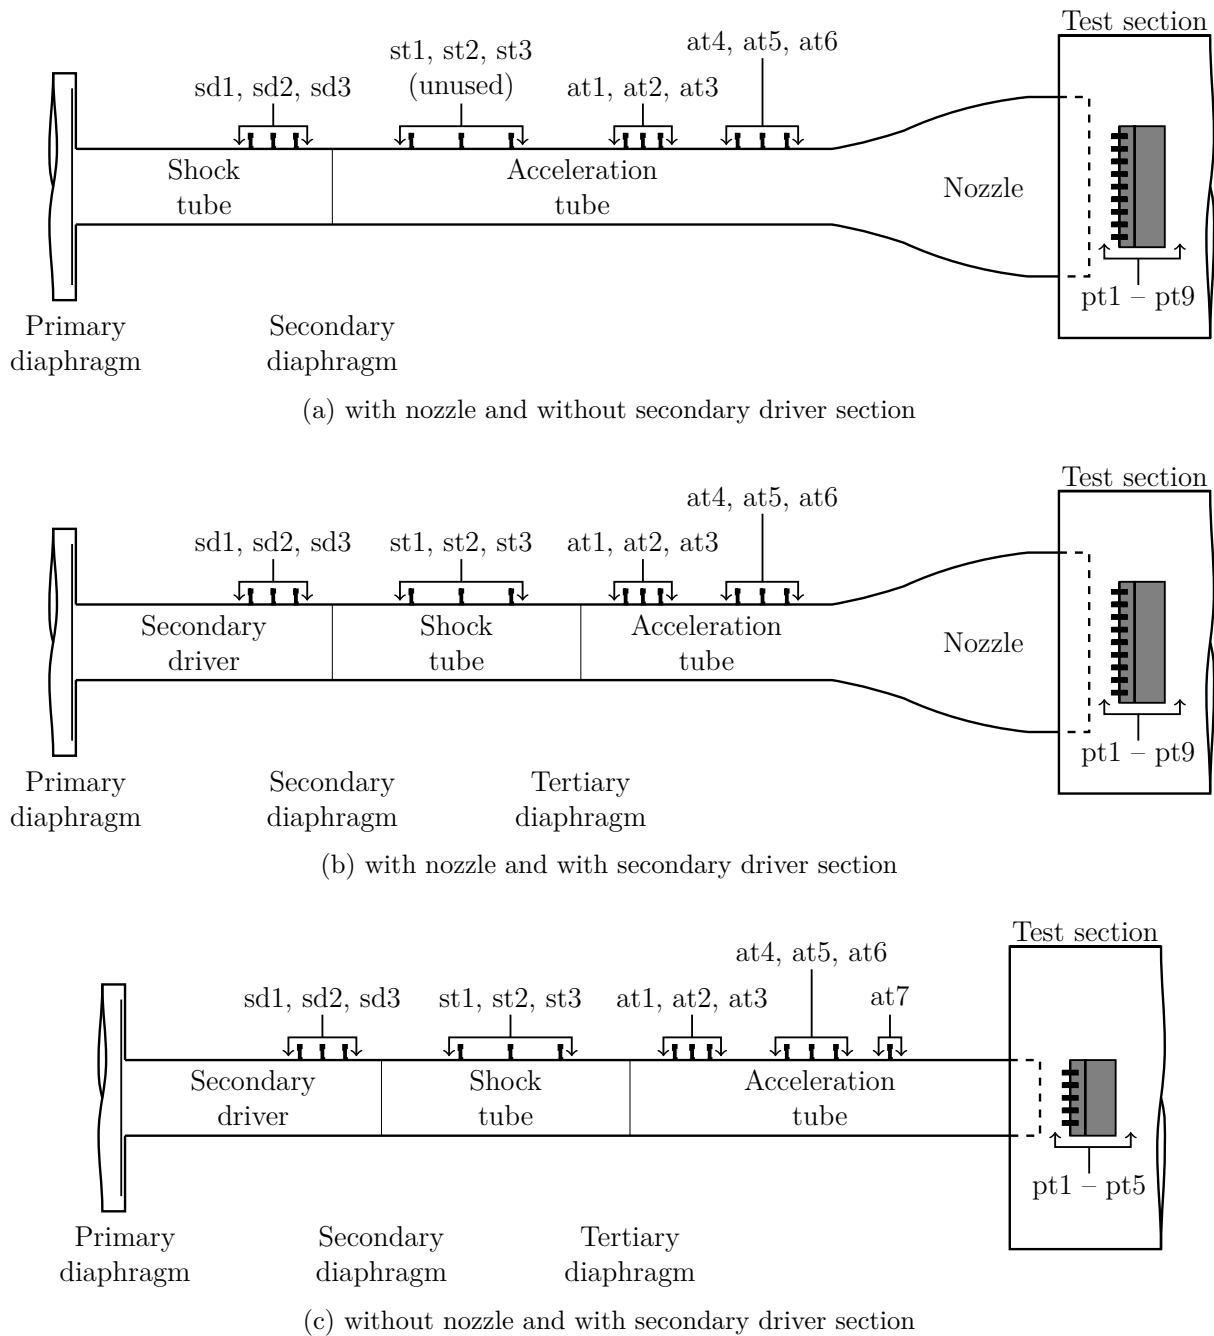 Test section
at4, at5, at6
st1, st2, st3
(unused)
sd1, sd2, sd3
at1, at2, at3
Shock
tube
Acceleration
tube
Nozzle
pt1 – pt9
Primary
diaphragm
Secondary
diaphragm
(a) with nozzle and without secondary driver section
Test section
at4, at5, at6
sd1, sd2, sd3
st1, st2, st3
at1, at2, at3
Secondary
driver
Shock
tube
Acceleration
tube
Nozzle
pt1 – pt9
Primary
diaphragm
Secondary
diaphragm
Tertiary
diaphragm
(b) with nozzle and with secondary driver section
Test section
at4, at5, at6
sd1, sd2, sd3
st1, st2, st3
at1, at2, at3
at7
Secondary
driver
Shock
tube
Acceleration
tube
pt1 – pt5
Primary
diaphragm
Secondary
diaphragm
Tertiary
diaphragm
(c) without nozzle and with secondary driver section